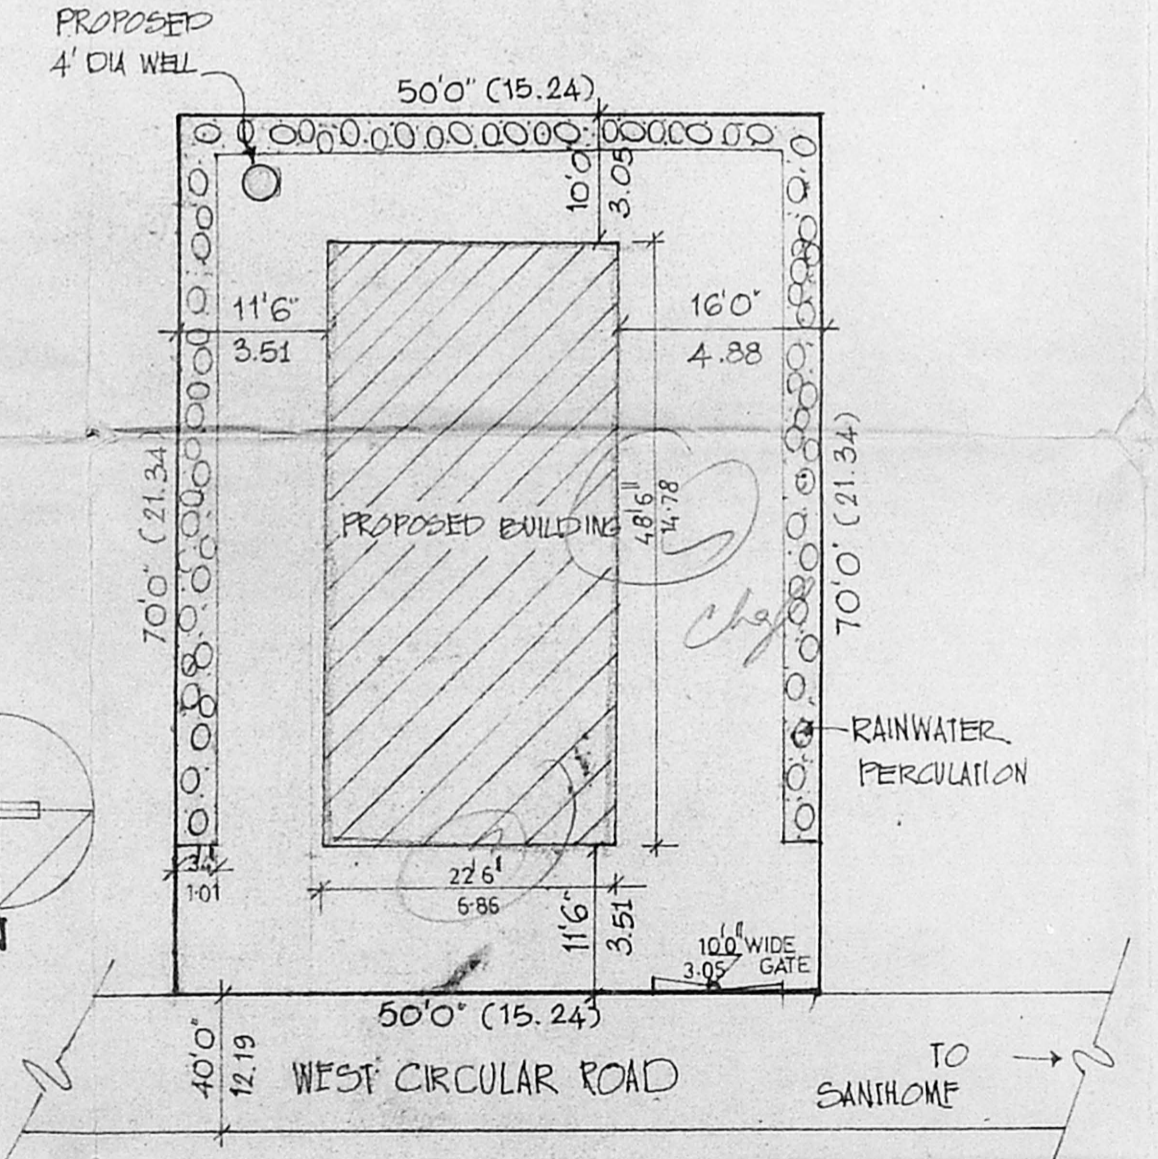 PROPOSED
4' DIA WELL
50'0" (15.24)
10'0"
3.05
11'6"
3.51
16'0"
4.88
70'0" (21.34)
PROPOSED BUILDING
48'6"
14.78
70'0" (21.34)
RAINWATER
PERCULATION
1.01
22'6"
6.86
11'6"
3.51
10'0" WIDE
3.05 GATE
50'0" (15.24)
40'0"
12.19
WEST CIRCULAR ROAD
TO
SANTHOME